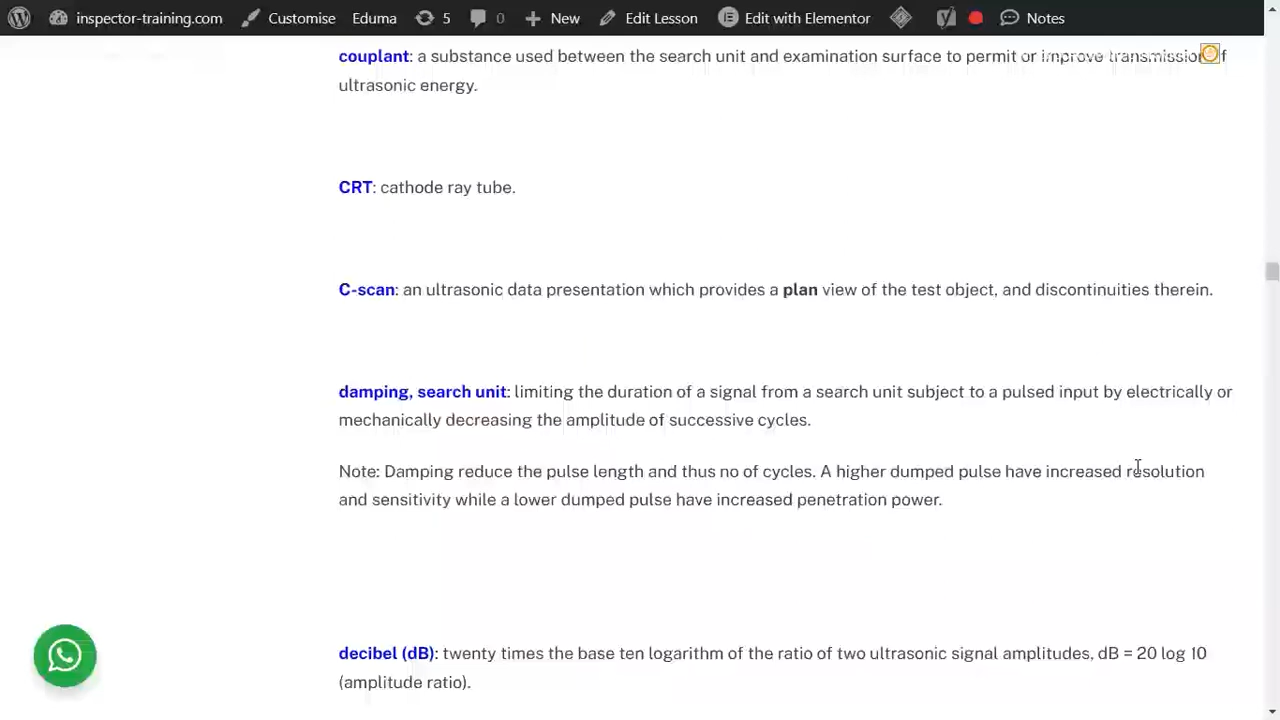 inspector-training.com Customise Eduma 5 0 New Edit Lesson Edit with Elementor Notes
couplant: a substance used between the search unit and examination surface to permit or improve transmission of
ultrasonic energy.
CRT: cathode ray tube.
C-scan: an ultrasonic data presentation which provides a plan view of the test object, and discontinuities therein.
damping, search unit: limiting the duration of a signal from a search unit subject to a pulsed input by electrically or
mechanically decreasing the amplitude of successive cycles.
Note: Damping reduce the pulse length and thus no of cycles. A higher dumped pulse have increased resolution
and sensitivity while a lower dumped pulse have increased penetration power.
decibel (dB): twenty times the base ten logarithm of the ratio of two ultrasonic signal amplitudes, dB = 20 log 10
(amplitude ratio).